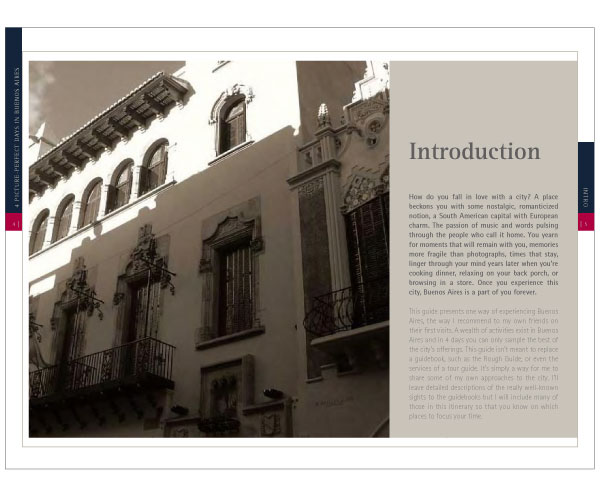 4 PICTURE-PERFECT DAYS IN BUENOS AIRES
4
Introduction
How do you fall in love with a city? A place
beckons you with some nostalgic, romanticized
notion, a South American capital with European
charm. The passion of music and words pulsing
through the people who call it home. You yearn
for moments that will remain with you, memories
more fragile than photographs, times that stay,
linger through your mind years later when you're
cooking dinner, relaxing on your back porch, or
browsing in a store. Once you experience this
city, Buenos Aires is a part of you forever.
This guide presents one way of experiencing Buenos
Aires, the way I recommend to my own friends on
their first visits. A wealth of activities exist in Buenos
Aires and in 4 days you can only sample the best of
the city's offerings. This guide isn't meant to replace
a guidebook, such as the Rough Guide, or even the
services of a tour guide. It's simply a way for me to
share some of my own approaches to the city. I'll
leave detailed descriptions of the really well-known
sights to the guidebooks but I will include many of
those in this itinerary so that you know on which
places to focus your time.
INTRO
5